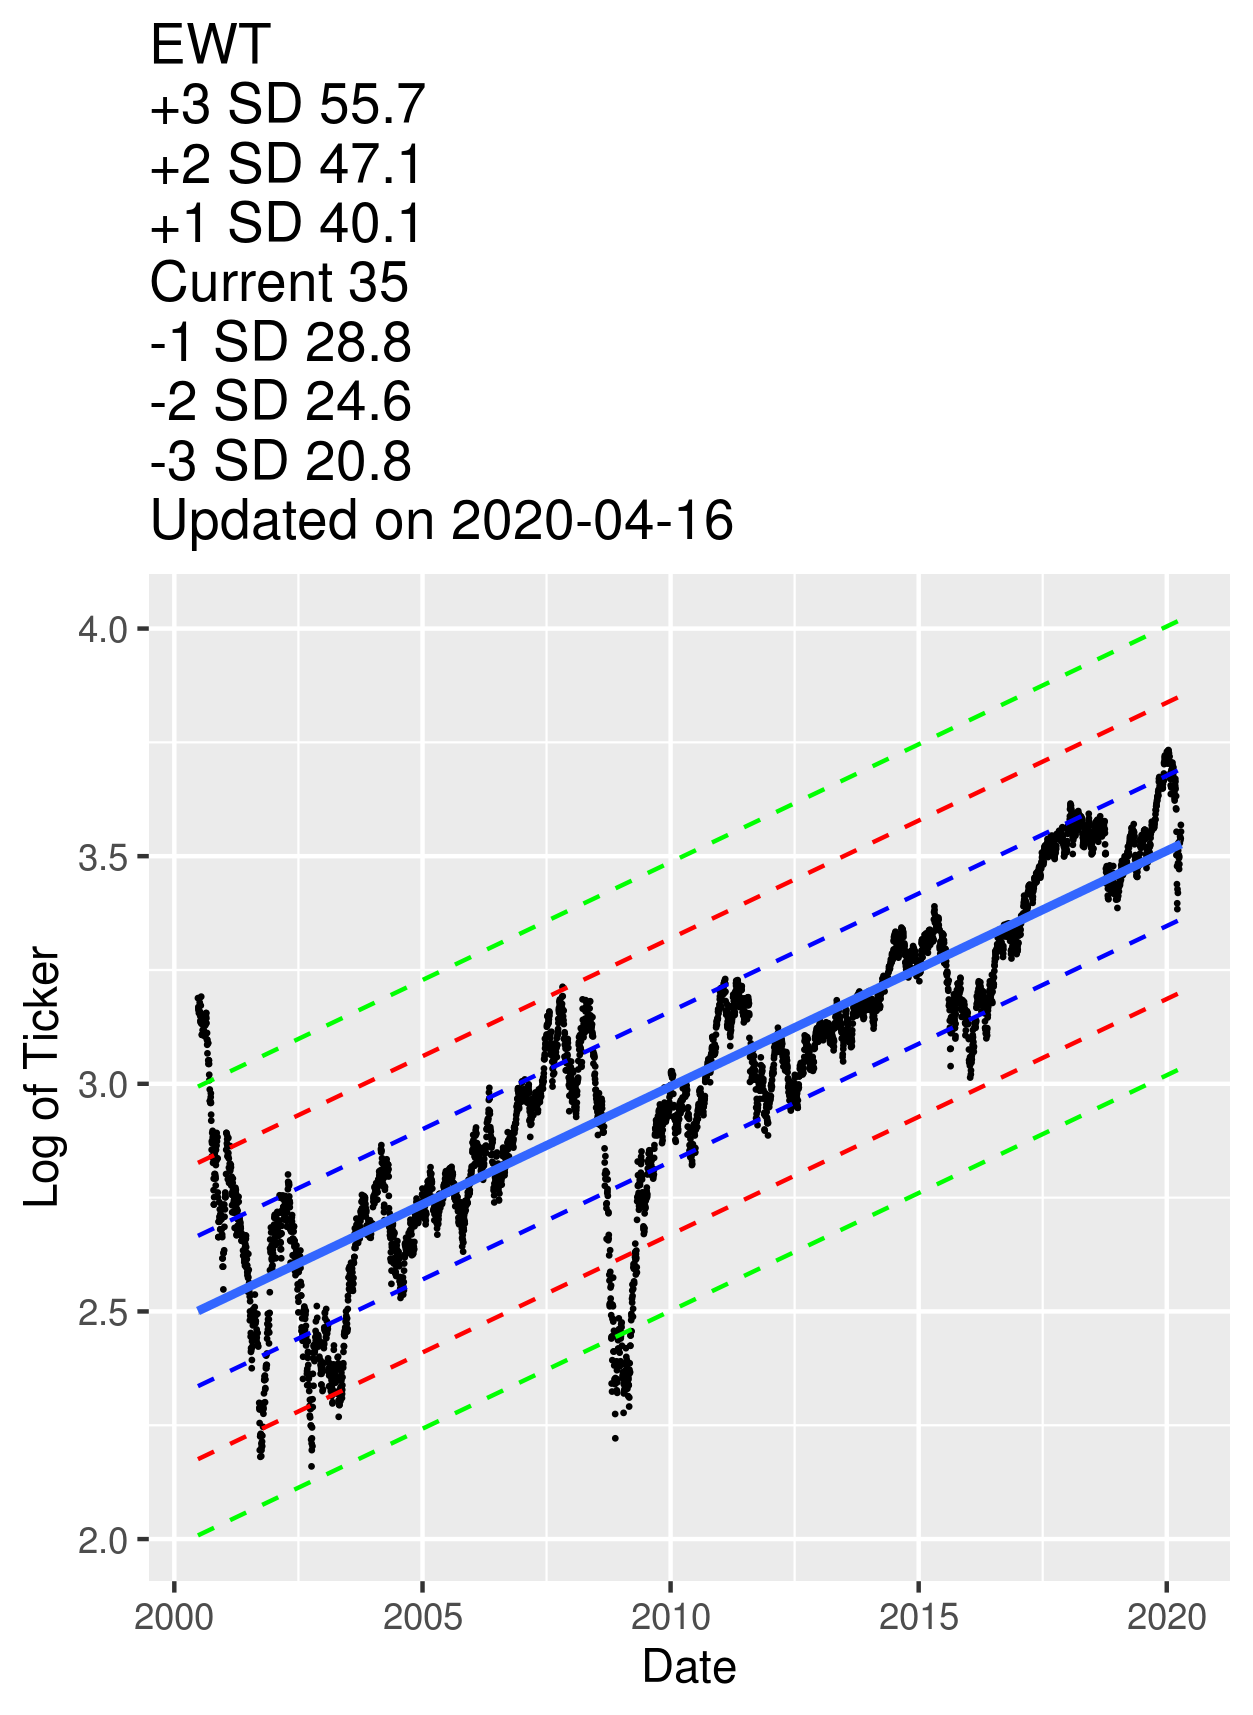 EWT
+3 SD 55.7
+2 SD 47.1
+1 SD 40.1
Current 35
-1 SD 28.8
-2 SD 24.6
-3 SD 20.8
Updated on 2020-04-16
4.0
3.5
3.0
2.5
2.0
Log of Ticker
2000 2005 2010 2015 2020
Date